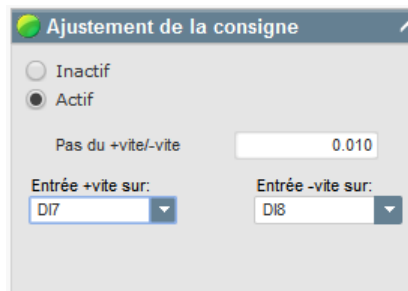 Ajustement de la consigne
Inactif
Actif
Pas du +vite/-vite 0.010
Entrée +vite sur: Entrée -vite sur:
DI7 DI8